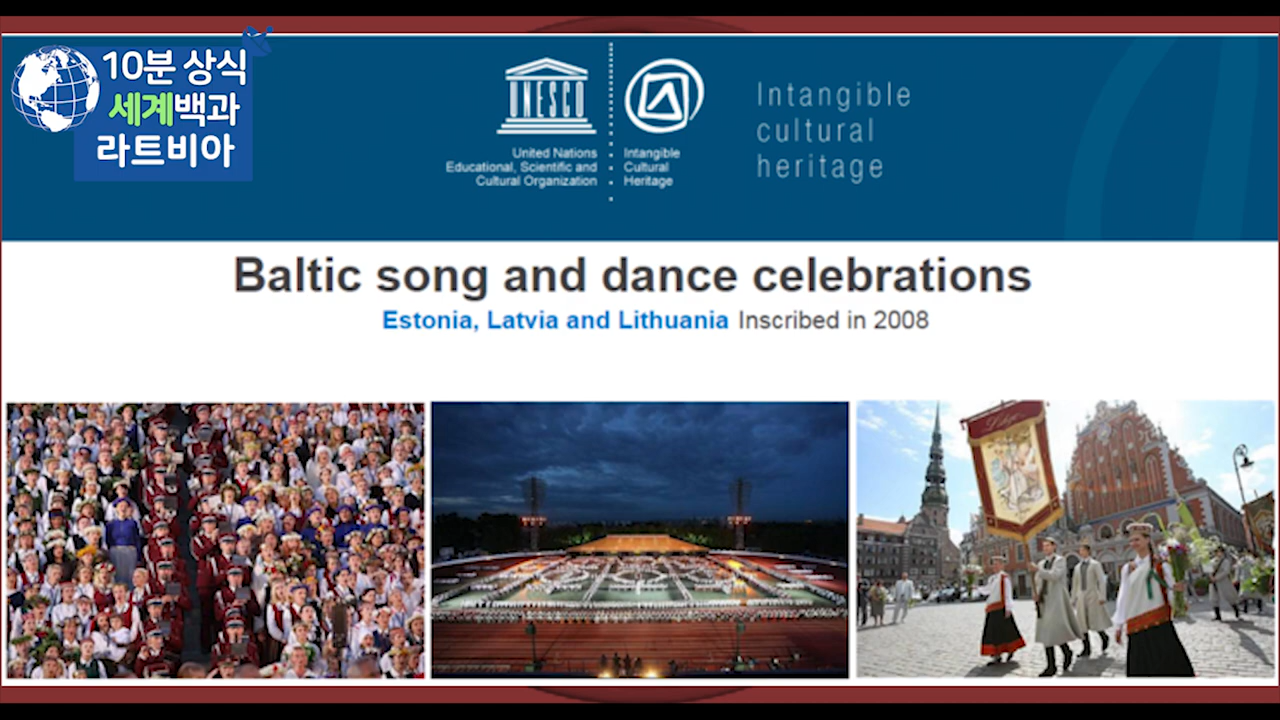 10분 상식
세계백과
라트비아
UNESCO
United Nations
Educational, Scientific and
Cultural Organization
Intangible
Cultural
Heritage
Intangible
cultural
heritage
Baltic song and dance celebrations
Estonia, Latvia and Lithuania Inscribed in 2008